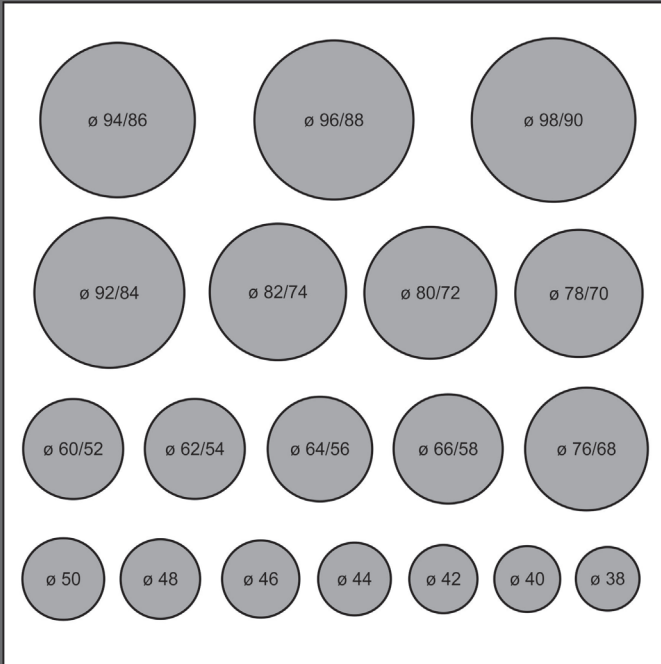 ø 94/86 ø 96/88 ø 98/90
ø 92/84 ø 82/74 ø 80/72 ø 78/70
ø 60/52 ø 62/54 ø 64/56 ø 66/58 ø 76/68
ø 50 ø 48 ø 46 ø 44 ø 42 ø 40 ø 38